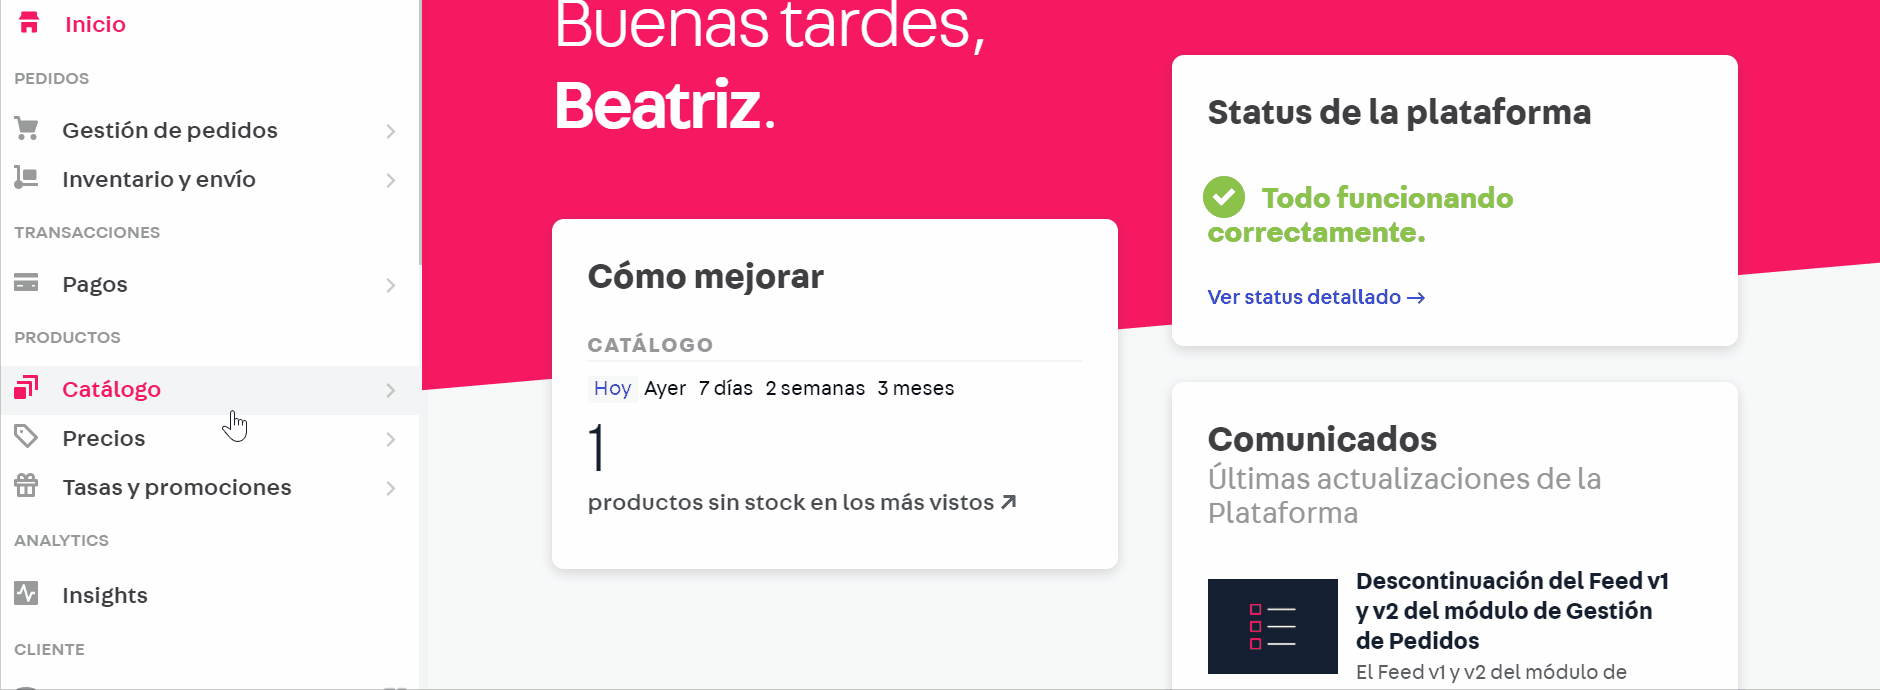 Inicio
PEDIDOS
Gestión de pedidos
Inventario y envío
TRANSACCIONES
Pagos
PRODUCTOS
Catálogo
Precios
Tasas y promociones
ANALYTICS
Insights
CLIENTE
Buenas tardes,
Beatriz.
Cómo mejorar
CATÁLOGO
Hoy Ayer 7 días 2 semanas 3 meses
1
productos sin stock en los más vistos ↗
Status de la plataforma
Todo funcionando
correctamente.
Ver status detallado →
Comunicados
Últimas actualizaciones de la
Plataforma
Descontinuación del Feed v1
y v2 del módulo de Gestión
de Pedidos
El Feed v1 y v2 del módulo de